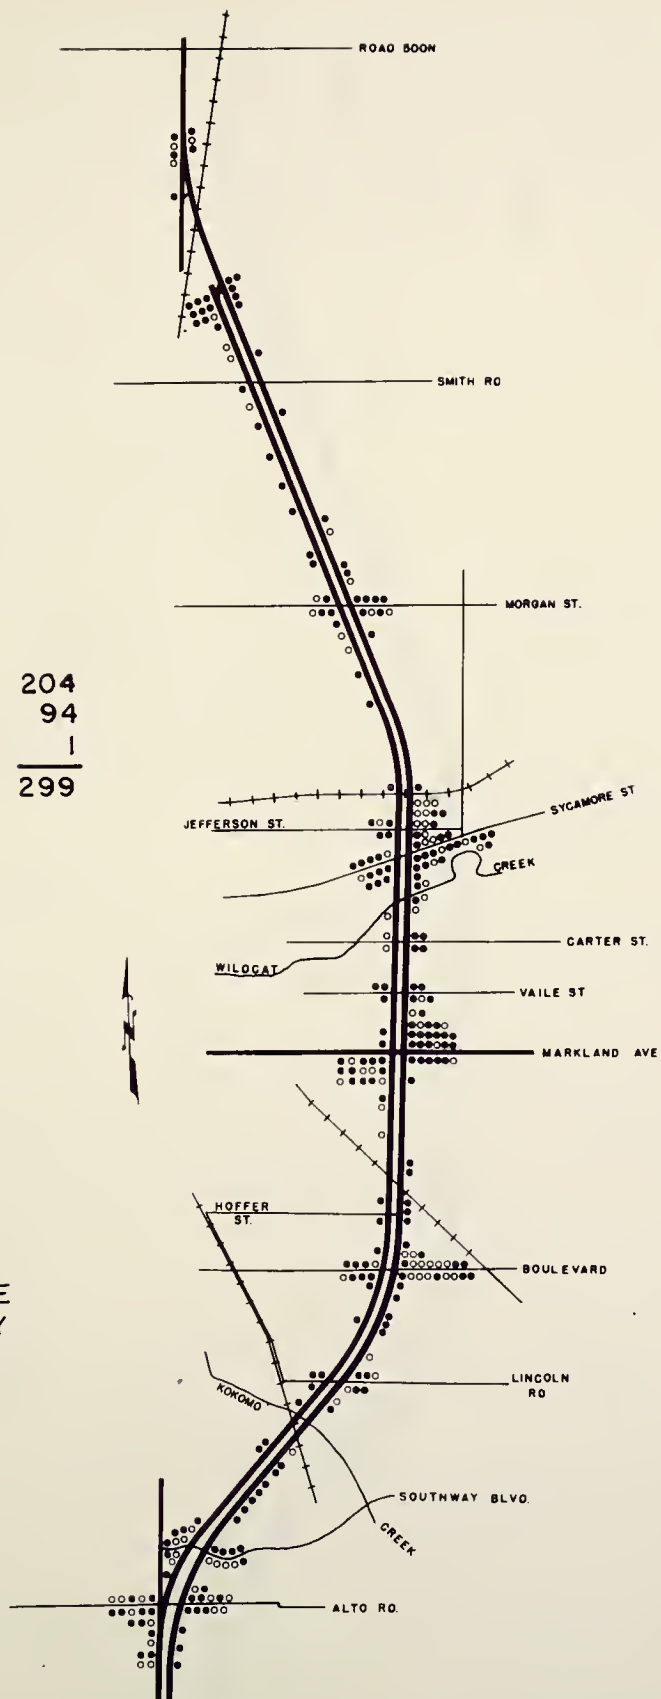 ROAD 500N
SMITH RD
MORGAN ST.
204
94
1
299
SYCAMORE ST
JEFFERSON ST.
CREEK
CARTER ST.
WILDCAT
VAILE ST
N
MARKLAND AVE
HOFFER
ST.
BOULEVARD
E
Y
LINCOLN
RD
KOKOMO
SOUTHWAY BLVD.
CREEK
ALTO RD.